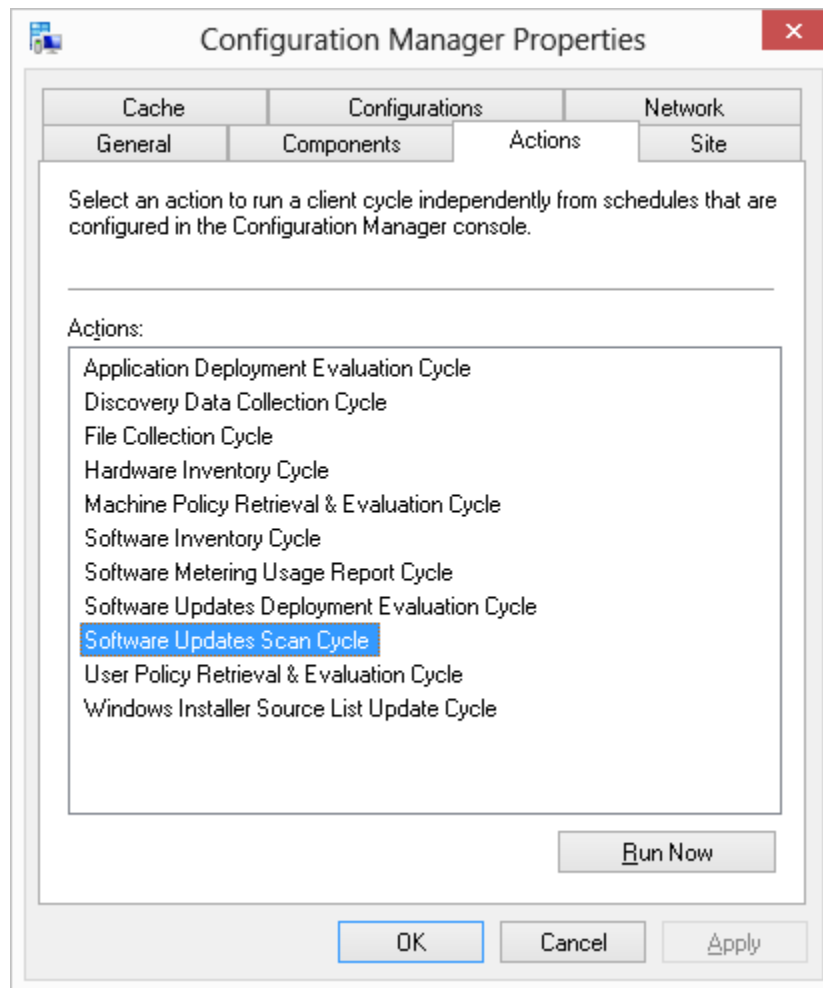 Configuration Manager Properties
Cache Configurations Network
General Components Actions Site
Select an action to run a client cycle independently from schedules that are
configured in the Configuration Manager console.
Actions:
Application Deployment Evaluation Cycle
Discovery Data Collection Cycle
File Collection Cycle
Hardware Inventory Cycle
Machine Policy Retrieval & Evaluation Cycle
Software Inventory Cycle
Software Metering Usage Report Cycle
Software Updates Deployment Evaluation Cycle
Software Updates Scan Cycle
User Policy Retrieval & Evaluation Cycle
Windows Installer Source List Update Cycle
Run Now
OK Cancel Apply